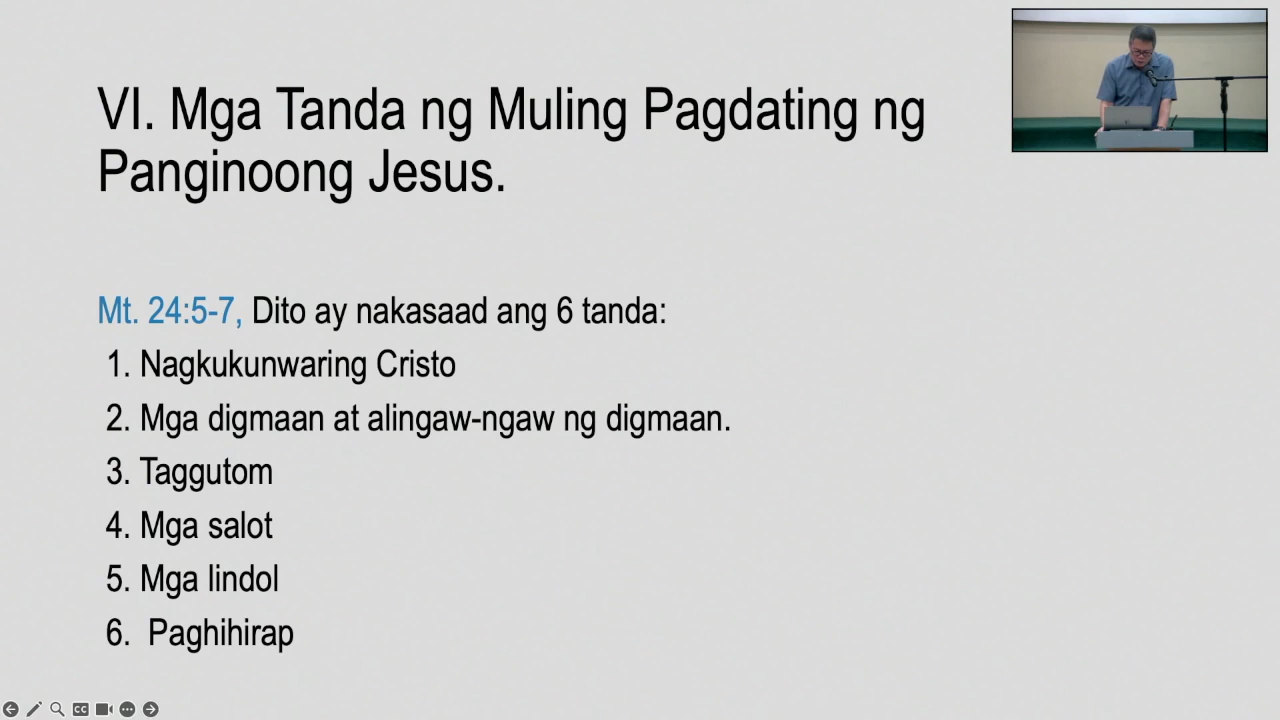 VI. Mga Tanda ng Muling Pagdating ng
Panginoong Jesus.
Mt. 24:5-7, Dito ay nakasaad ang 6 tanda:
1. Nagkukunwaring Cristo
2. Mga digmaan at alingaw-ngaw ng digmaan.
3. Taggutom
4. Mga salot
5. Mga lindol
6. Paghihirap
CC